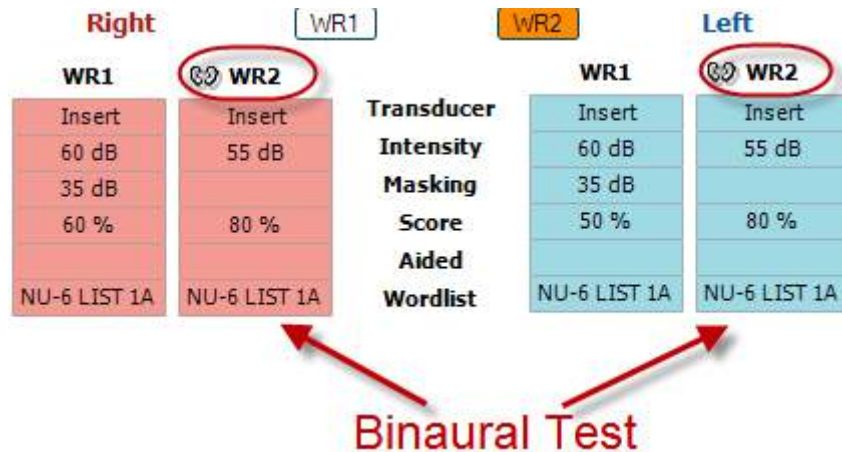 Right WR1 WR2 Left
WR1 WR2 WR1 WR2
Insert Insert Transducer Insert Insert
60 dB 55 dB Intensity 60 dB 55 dB
35 dB Masking 35 dB
60 % 80 % Score 50 % 80 %
Aided
NU-6 LIST 1A NU-6 LIST 1A Wordlist NU-6 LIST 1A NU-6 LIST 1A
Binaural Test